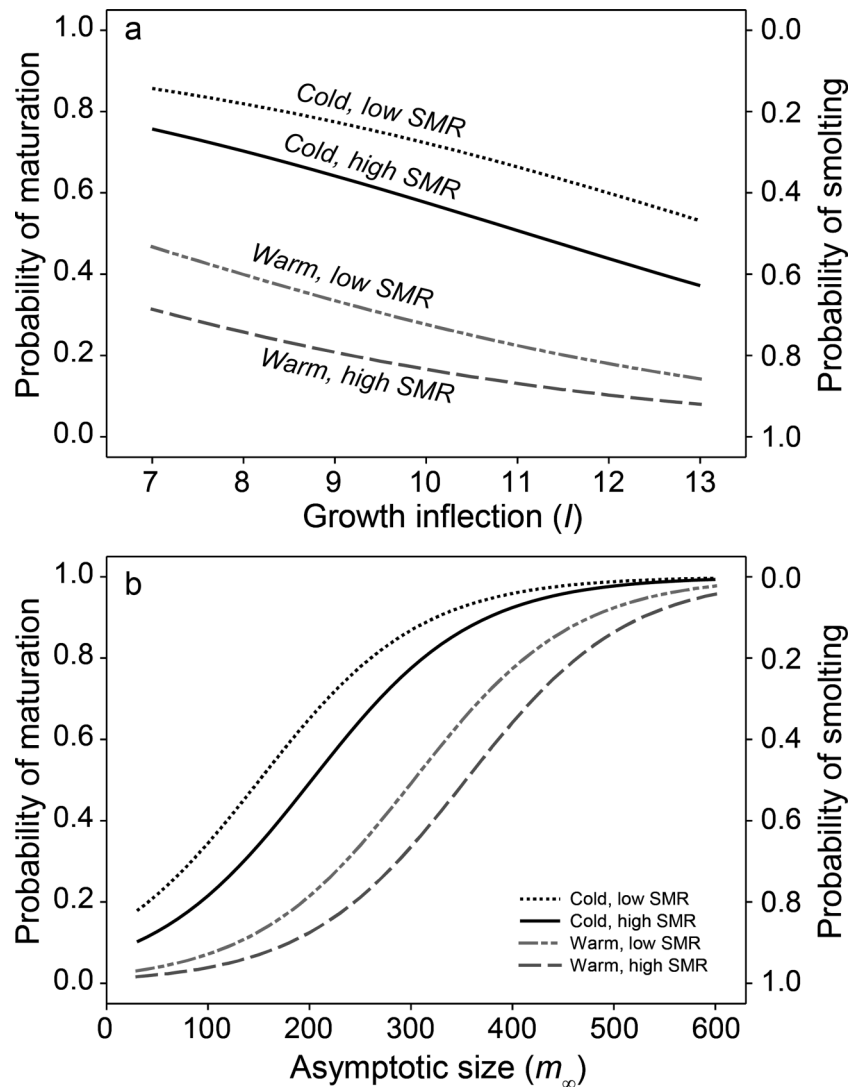 a
Probability of maturation
1.0
0.8
0.6
0.4
0.2
0.0
Cold, low SMR
Cold, high SMR
Warm, low SMR
Warm, high SMR
0.0
0.2
0.4
0.6
0.8
1.0
Probability of smolting
7 8 9 10 11 12 13
Growth inflection (I)
b
Probability of maturation
1.0
0.8
0.6
0.4
0.2
0.0
Cold, low SMR
Cold, high SMR
Warm, low SMR
Warm, high SMR
0.0
0.2
0.4
0.6
0.8
1.0
Probability of smolting
0 100 200 300 400 500 600
Asymptotic size (m∞)